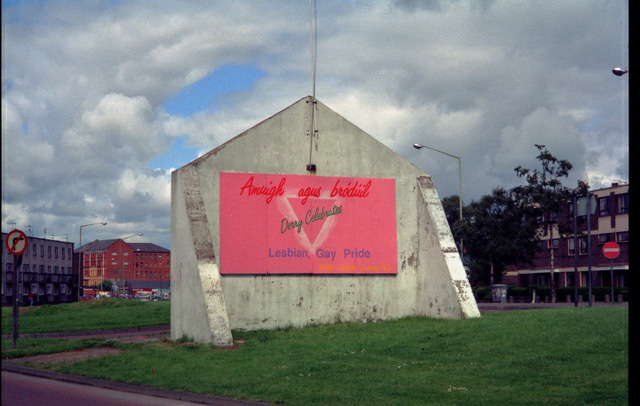 Amuigh agus bródúil
Derry Celebrates
Lesbian, Gay Pride